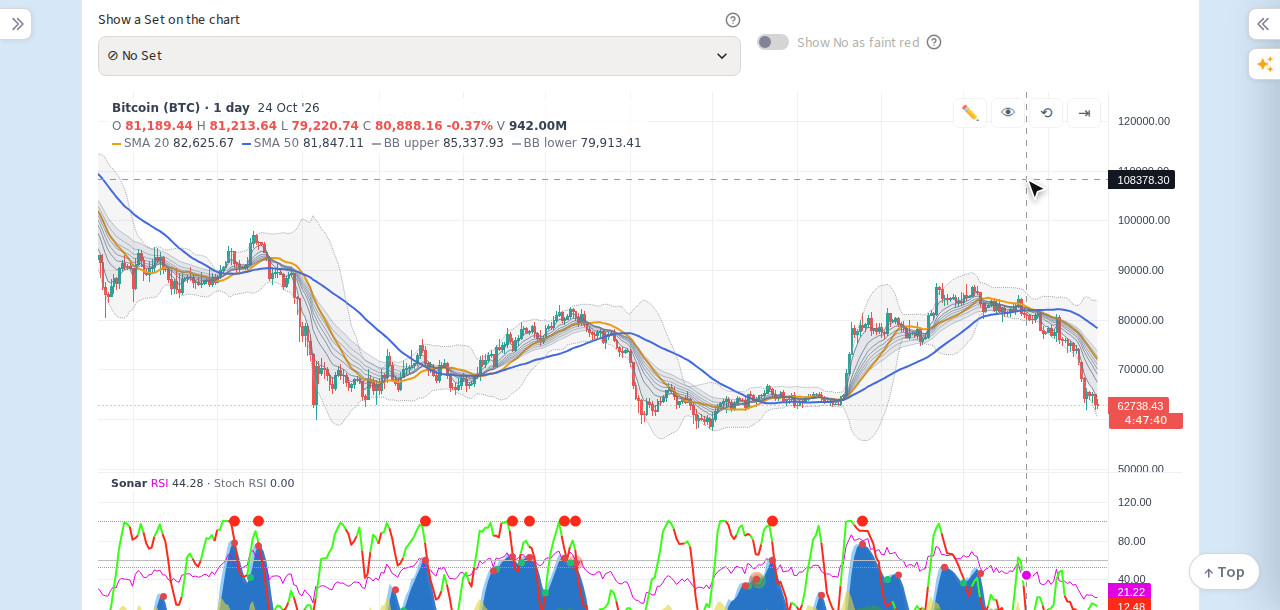 Show a Set on the chart
?
⊘ No Set
Show No as faint red
?
Bitcoin (BTC) · 1 day 24 Oct '26
O 81,189.44 H 81,213.64 L 79,220.74 C 80,888.16 -0.37% V 942.00M
SMA 20 82,625.67 SMA 50 81,847.11 BB upper 85,337.93 BB lower 79,913.41
120000.00
110000.00
108378.30
100000.00
90000.00
80000.00
70000.00
62738.43
4:47:40
50000.00
Sonar RSI 44.28 · Stoch RSI 0.00
120.00
80.00
40.00
21.22
12.48
↑ Top